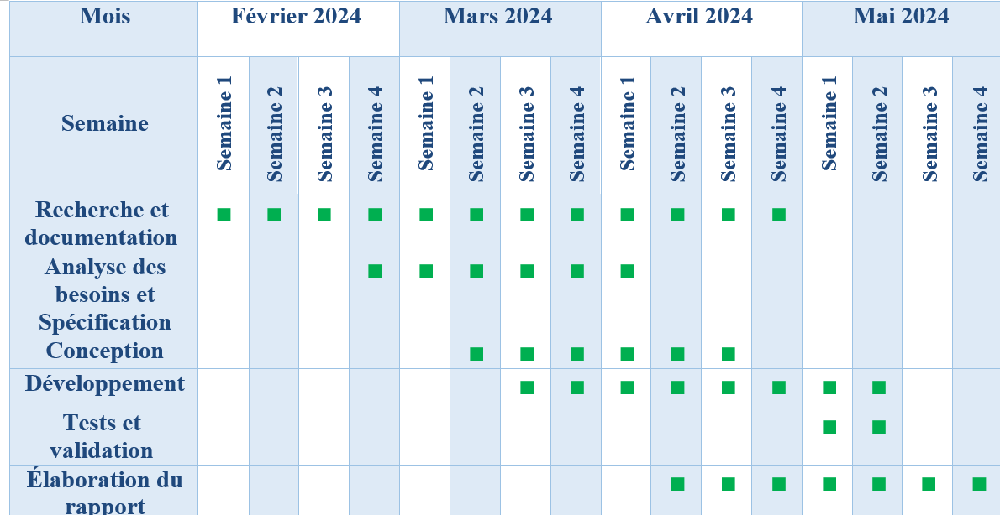 Mois Février 2024 Mars 2024 Avril 2024 Mai 2024
Semaine Semaine 1 Semaine 2 Semaine 3 Semaine 4 Semaine 1 Semaine 2 Semaine 3 Semaine 4 Semaine 1 Semaine 2 Semaine 3 Semaine 4 Semaine 1 Semaine 2 Semaine 3 Semaine 4
Recherche et
documentation
Analyse des
besoins et
Spécification
Conception
Développement
Tests et
validation
Élaboration du
rapport